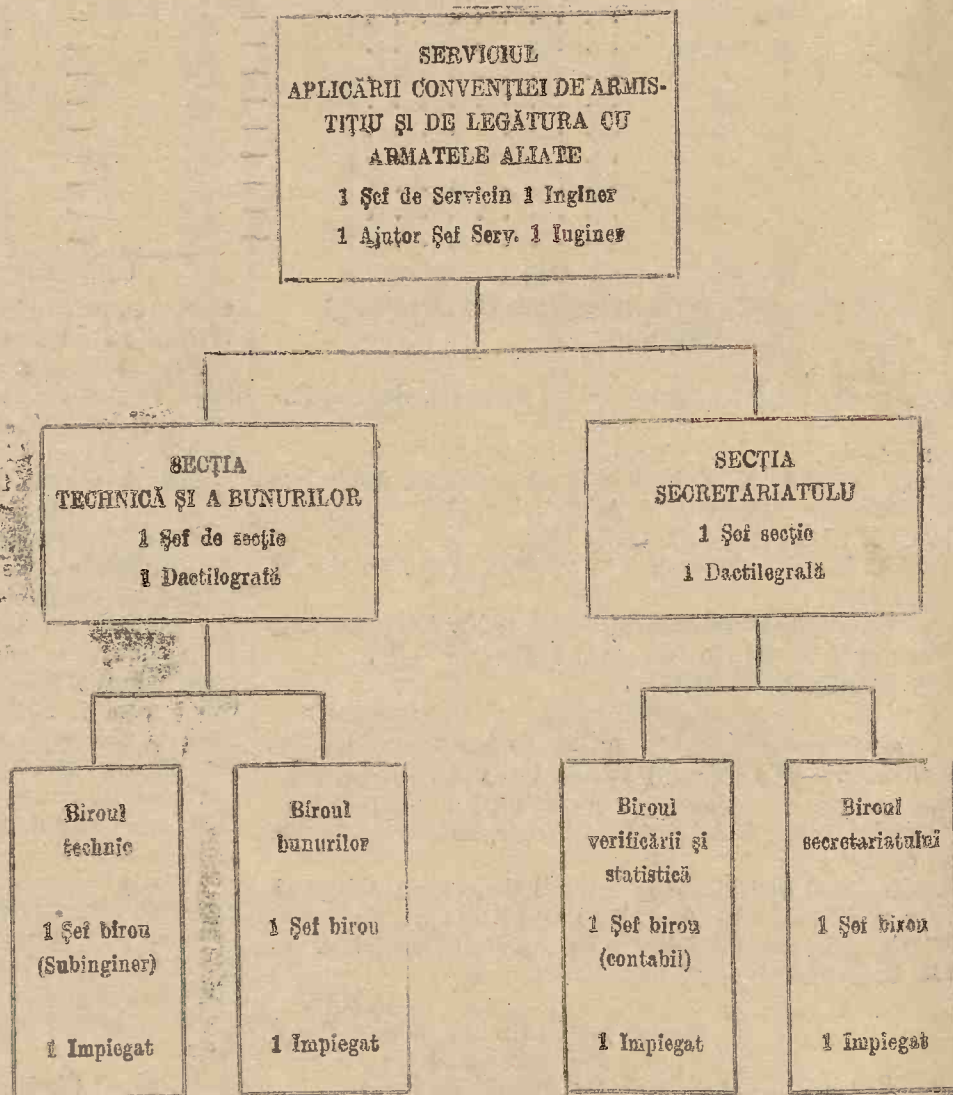 SERVICIUL
APLICĂRII CONVENȚIEI DE ARMIS-
TIȚIU ȘI DE LEGĂTURA CU
ARMATELE ALIATE
1 Șef de Serviciu 1 Inginer
1 Ajutor Șef Serv. 1 Iuginer
SECȚIA
TECHNICĂ ȘI A BUNURILOR
1 Șef de secție
1 Dactilografă
SECȚIA
SECRETARIATULU
1 Șef secție
1 Dactilegrală
Biroul
technic
1 Șef birou
(Subinginer)
1 Impiegat
Biroul
bunurilor
1 Șef birou
1 Impiegat
Biroul
verificării și
statistică
1 Șef birou
(contabil)
1 Impiegat
Biroul
secretariatului
1 Șef birou
1 Impiegat